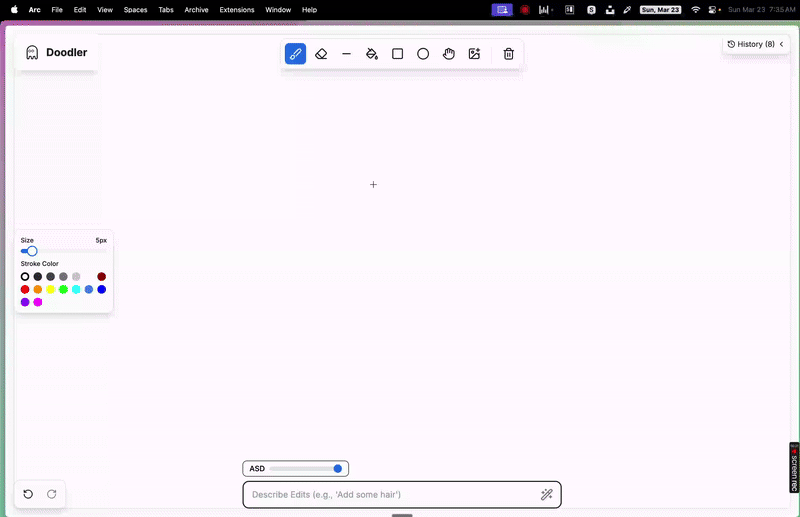 Arc File Edit View Spaces Tabs Archive Extensions Window Help S Sun, Mar 23 Sun Mar 23 7:35 AM
Doodler
History (8)
Size 5px
Stroke Color
ASD
Describe Edits (e.g., 'Add some hair')
screen rec